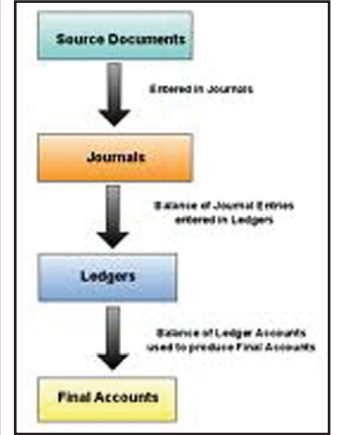 Source Documents
Entered in Journals
Journals
Balance of Journal Entries
entered in Ledgers
Ledgers
Balance of Ledger Accounts
used to produce Final Accounts
Final Accounts